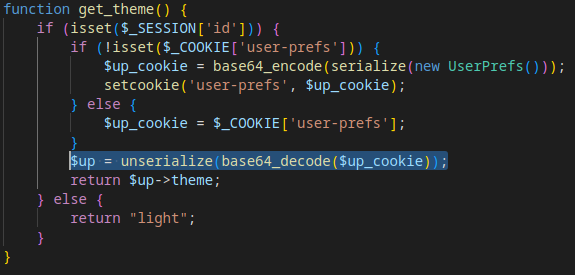 function get_theme() {
    if (isset($_SESSION['id'])) {
        if (!isset($_COOKIE['user-prefs'])) {
            $up_cookie = base64_encode(serialize(new UserPrefs()));
            setcookie('user-prefs', $up_cookie);
        } else {
            $up_cookie = $_COOKIE['user-prefs'];
        }
        $up = unserialize(base64_decode($up_cookie));
        return $up->theme;
    } else {
        return "light";
    }
}